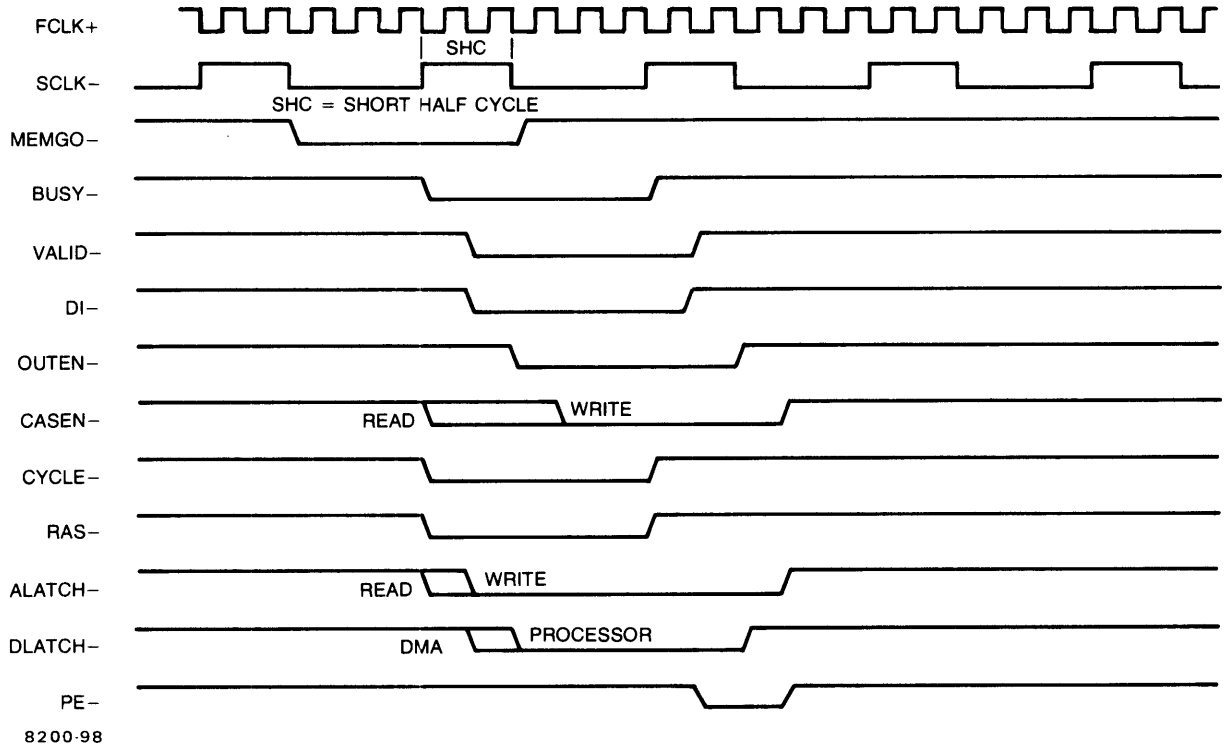 FCLK+
SHC
SCLK−
SHC = SHORT HALF CYCLE
MEMGO−
BUSY−
VALID−
DI−
OUTEN−
CASEN−
READ
WRITE
CYCLE−
RAS−
ALATCH−
READ
WRITE
DLATCH−
DMA
PROCESSOR
PE−
8200-98